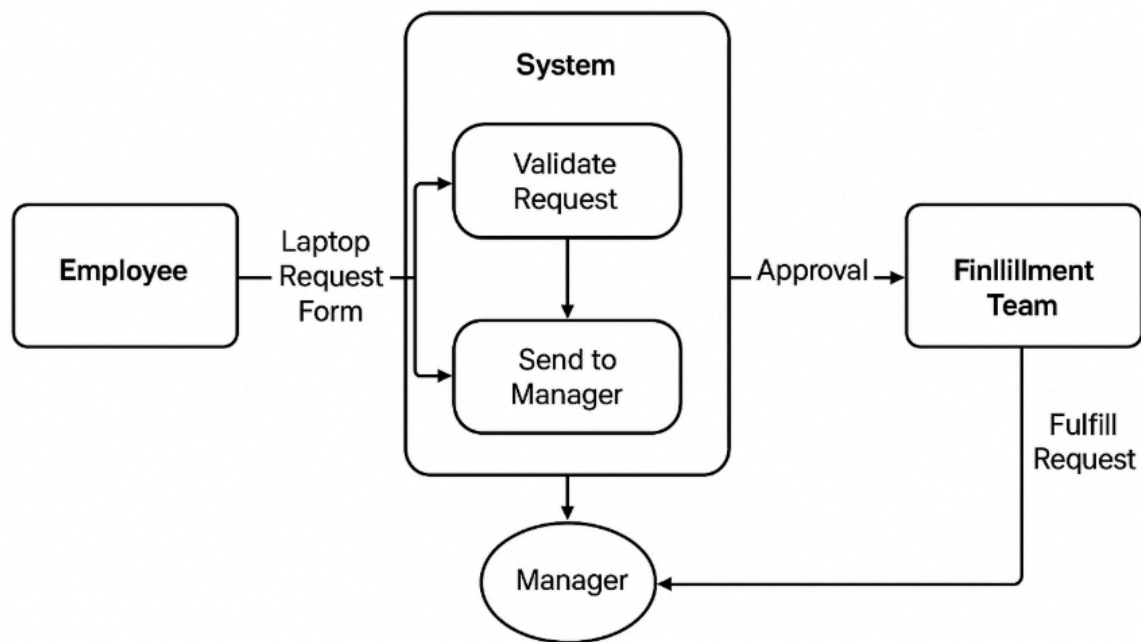 System
Validate
Request
Employee
Laptop
Request
Form
Send to
Manager
Approval
Finllillment
Team
Fulfill
Request
Manager